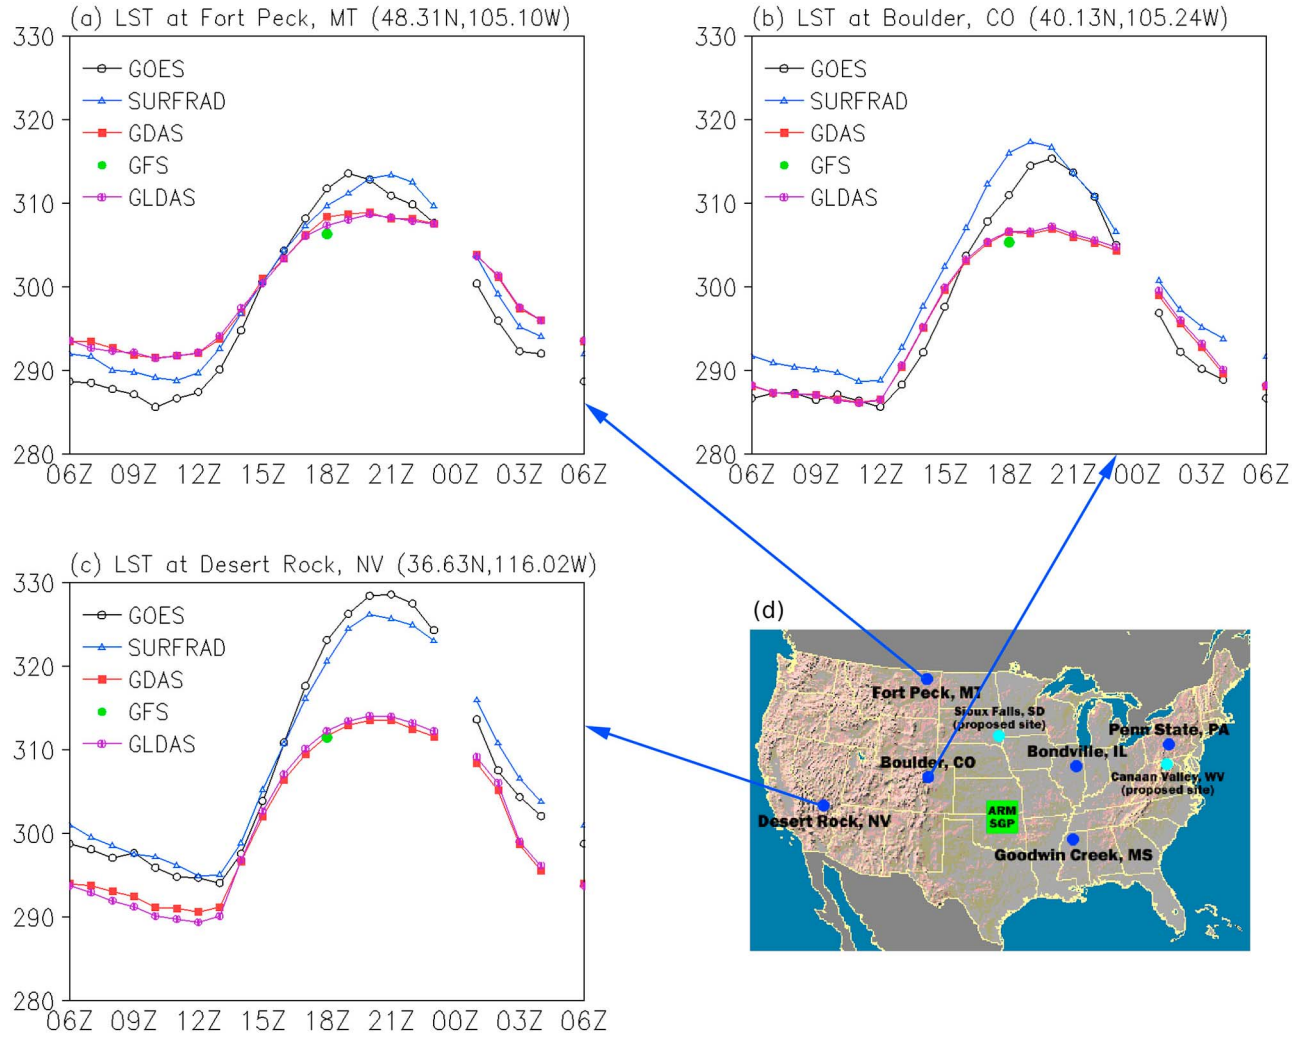 (a) LST at Fort Peck, MT (48.31N,105.10W)
330
320
310
300
290
280
GOES
SURFRAD
GDAS
GFS
GLDAS
06Z 09Z 12Z 15Z 18Z 21Z 00Z 03Z 06Z
(b) LST at Boulder, CO (40.13N,105.24W)
330
320
310
300
290
280
GOES
SURFRAD
GDAS
GFS
GLDAS
06Z 09Z 12Z 15Z 18Z 21Z 00Z 03Z 06Z
(c) LST at Desert Rock, NV (36.63N,116.02W)
330
320
310
300
290
280
GOES
SURFRAD
GDAS
GFS
GLDAS
06Z 09Z 12Z 15Z 18Z 21Z 00Z 03Z 06Z
(d)
Fort Peck, MT
Sioux Falls, SD
(proposed site)
Penn State, PA
Bondville, IL
Boulder, CO
Canaan Valley, WV
(proposed site)
Desert Rock, NV
ARM
SGP
Goodwin Creek, MS